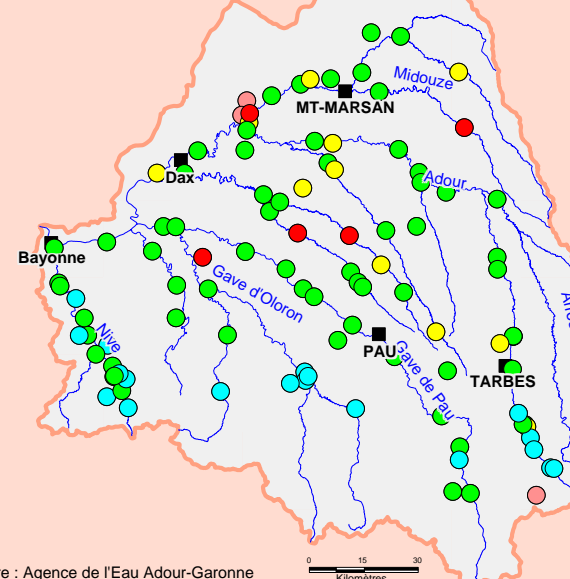 Midouze
MT-MARSAN
Adour
Dax
Bayonne
Gave d'Oloron
Nive
PAU
Gave de Pau
TARBES
e : Agence de l'Eau Adour-Garonne
0 15 30
Kilomètres